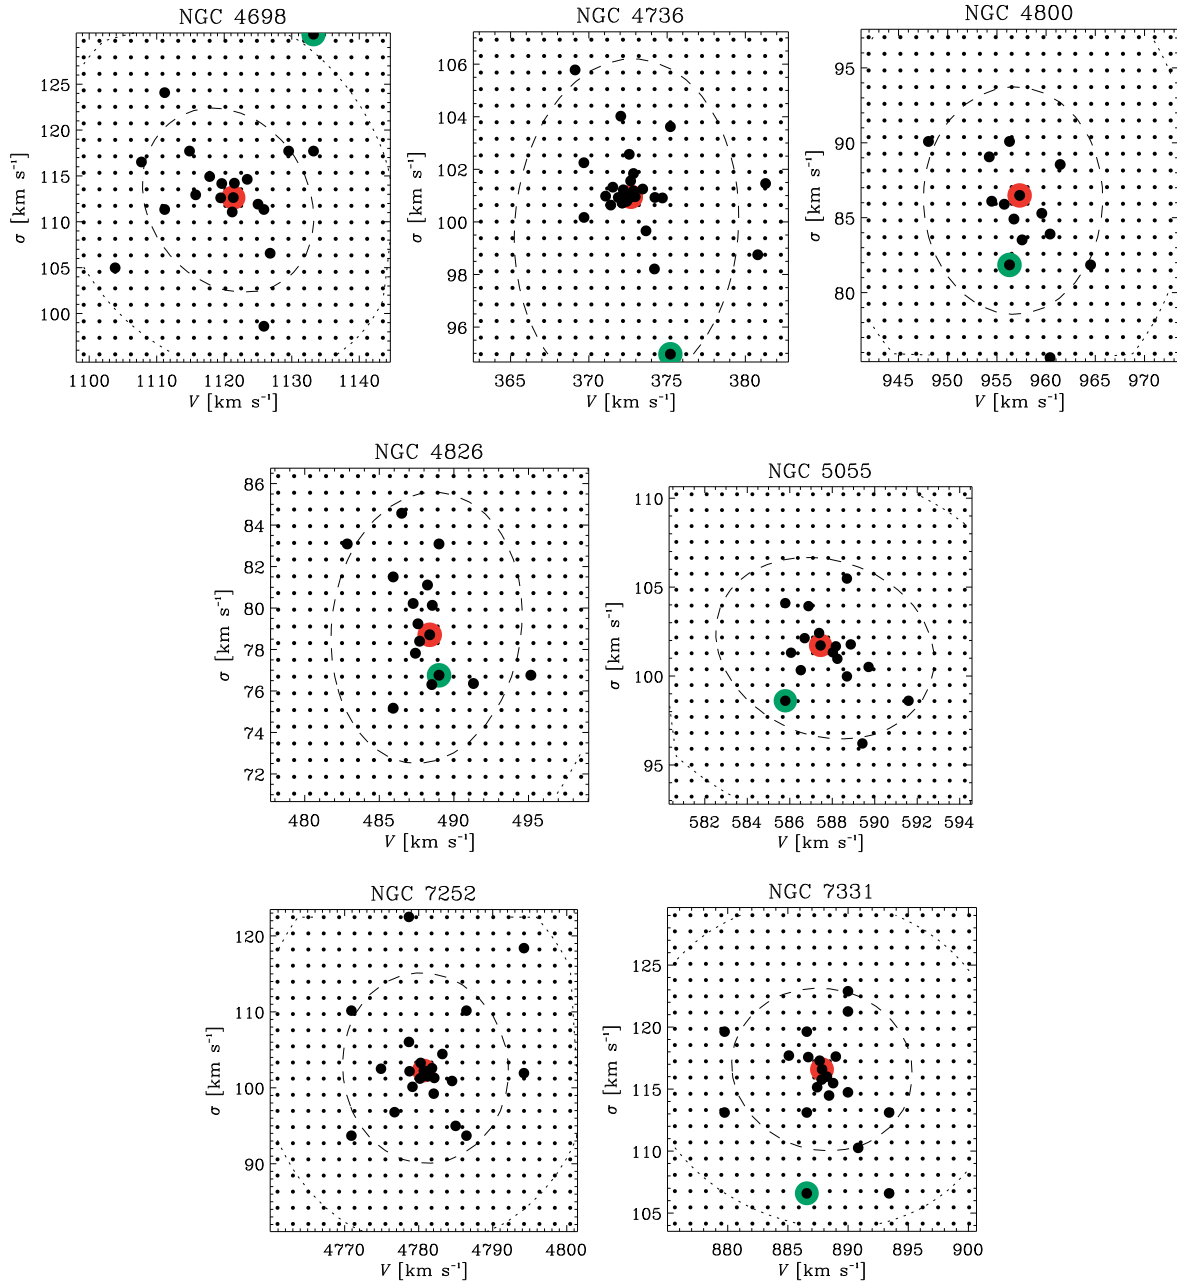 NGC 4698
NGC 4736
NGC 4800
125
120
115
110
105
100
σ [km s⁻¹]
1100 1110 1120 1130 1140
V [km s⁻¹]
106
104
102
100
98
96
σ [km s⁻¹]
365 370 375 380
V [km s⁻¹]
95
90
85
80
σ [km s⁻¹]
945 950 955 960 965 970
V [km s⁻¹]
NGC 4826
NGC 5055
86
84
82
80
78
76
74
72
σ [km s⁻¹]
480 485 490 495
V [km s⁻¹]
110
105
100
95
σ [km s⁻¹]
582 584 586 588 590 592 594
V [km s⁻¹]
NGC 7252
NGC 7331
120
110
100
90
σ [km s⁻¹]
4770 4780 4790 4800
V [km s⁻¹]
125
120
115
110
105
σ [km s⁻¹]
880 885 890 895 900
V [km s⁻¹]